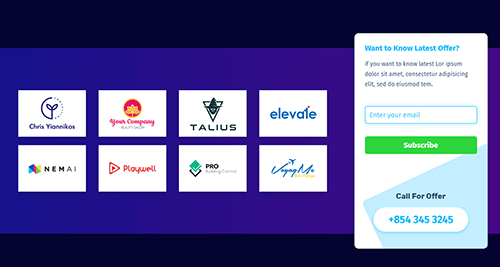 Chris Yiannikos
Your Company
BEAUTY SALON
TALIUS
elevate
NEMAI
Playwell
PRO
Building Control
VoyagMe
Want to Know Latest Offer?
If you want to know latest Lor ipsum
dolor sit amet, consectetur adipisicing
elit, sed do eiusmod tem.
Enter your email
Subscribe
Call For Offer
+854 345 3245